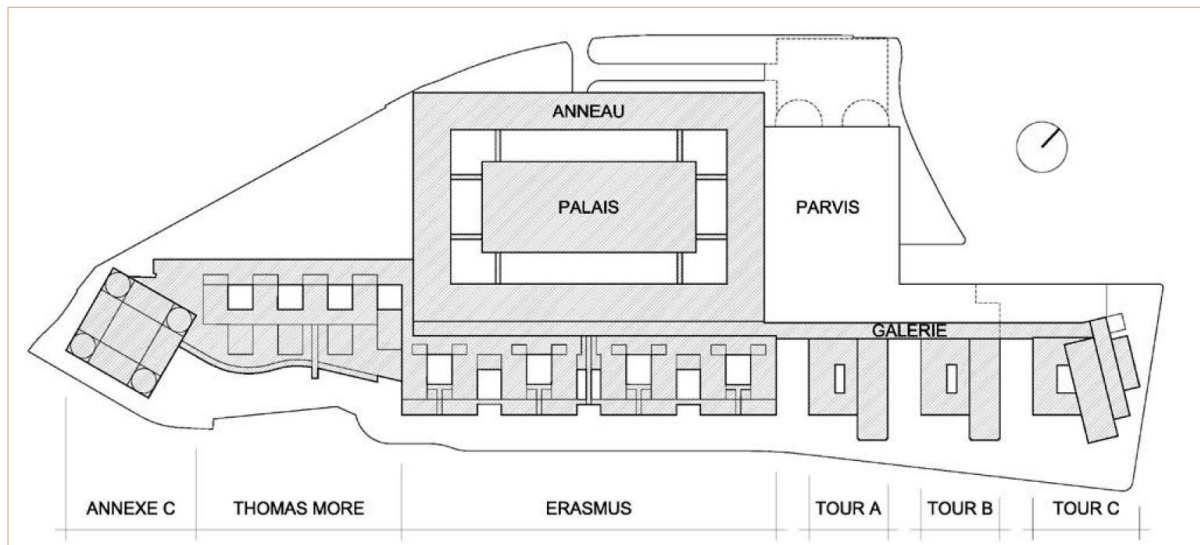 ANNEAU
PALAIS
PARVIS
GALERIE
ANNEXE C
THOMAS MORE
ERASMUS
TOUR A
TOUR B
TOUR C